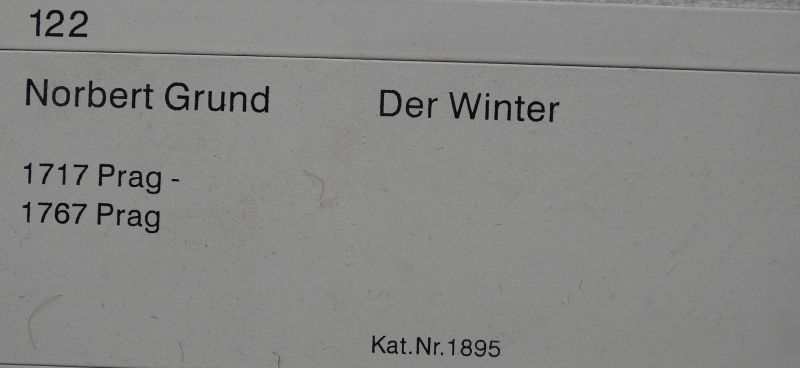 122
Norbert Grund
Der Winter
1717 Prag -
1767 Prag
Kat.Nr.1895